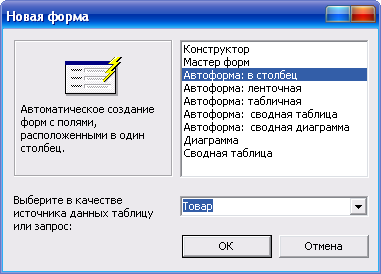 Новая форма
Автоматическое создание
форм с полями,
расположенными в один
столбец.
Конструктор
Мастер форм
Автоформа: в столбец
Автоформа: ленточная
Автоформа: табличная
Автоформа: сводная таблица
Автоформа: сводная диаграмма
Диаграмма
Сводная таблица
Выберите в качестве
источника данных таблицу
или запрос:
Товар
ОК
Отмена